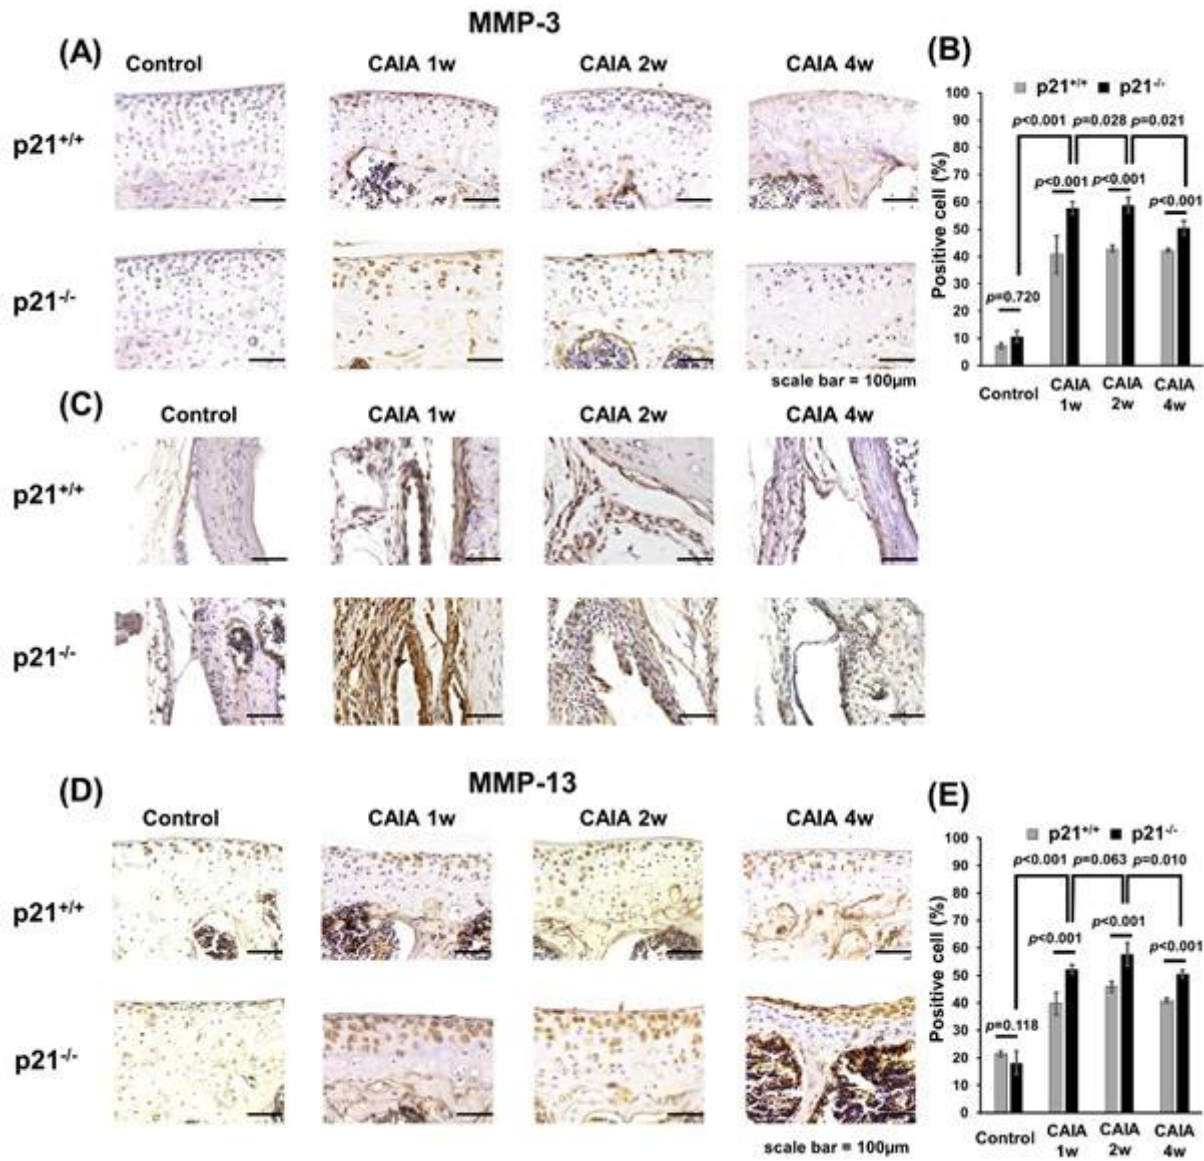 MMP-3
(A)
Control CAIA 1w CAIA 2w CAIA 4w
p21+/+
p21-/-
scale bar = 100μm
(B)
p21+/+ p21-/-
Positive cell (%)
100
90
80
70
60
50
40
30
20
10
0
p<0.001 p=0.028 p=0.021
p<0.001 p<0.001 p<0.001
p=0.720
Control CAIA 1w CAIA 2w CAIA 4w
(C)
Control CAIA 1w CAIA 2w CAIA 4w
p21+/+
p21-/-
MMP-13
(D)
Control CAIA 1w CAIA 2w CAIA 4w
p21+/+
p21-/-
scale bar = 100μm
(E)
p21+/+ p21-/-
Positive cell (%)
100
90
80
70
60
50
40
30
20
10
0
p<0.001 p=0.063 p=0.010
p<0.001 p<0.001 p<0.001
p=0.118
Control CAIA 1w CAIA 2w CAIA 4w